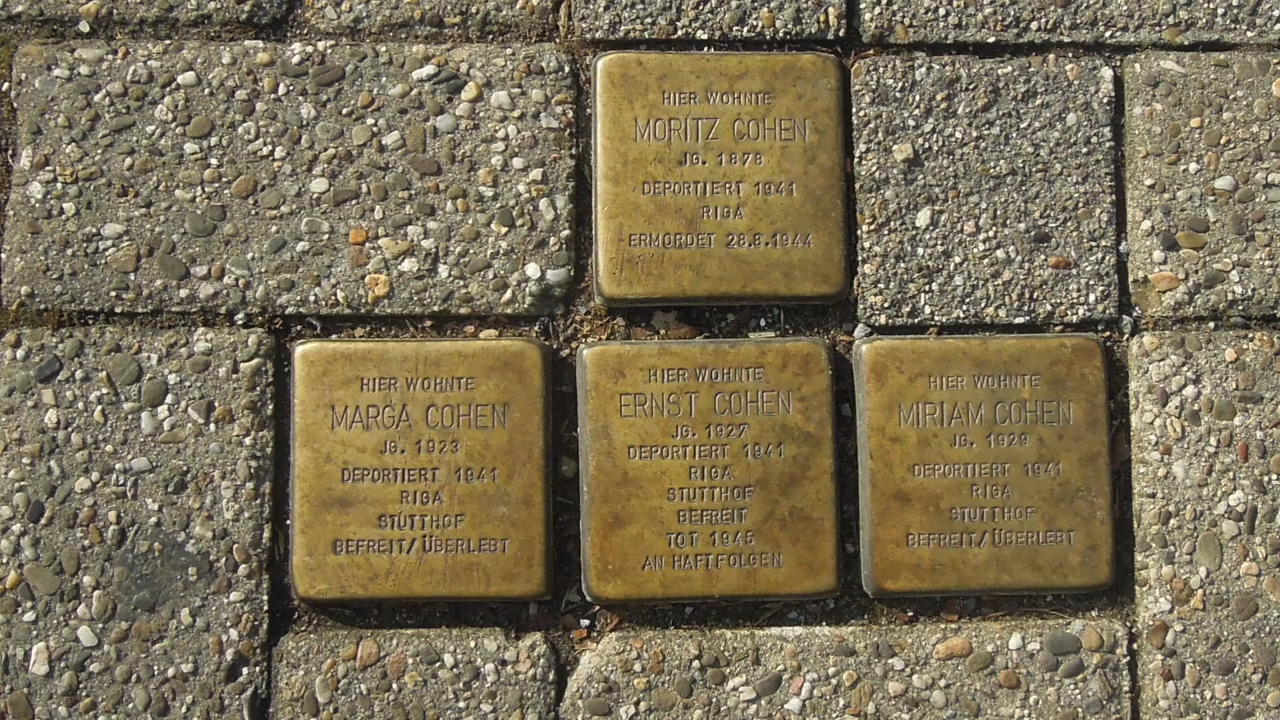 HIER WOHNTE
MORITZ COHEN
JG. 1878
DEPORTIERT 1941
RIGA
ERMORDET 28.8.1944
HIER WOHNTE
MARGA COHEN
JG. 1923
DEPORTIERT 1941
RIGA
STUTTHOF
BEFREIT/ÜBERLEBT
HIER WOHNTE
ERNST COHEN
JG. 1927
DEPORTIERT 1941
RIGA
STUTTHOF
BEFREIT
TOT 1945
AN HAFTFOLGEN
HIER WOHNTE
MIRIAM COHEN
JG. 1929
DEPORTIERT 1941
RIGA
STUTTHOF
BEFREIT/ÜBERLEBT